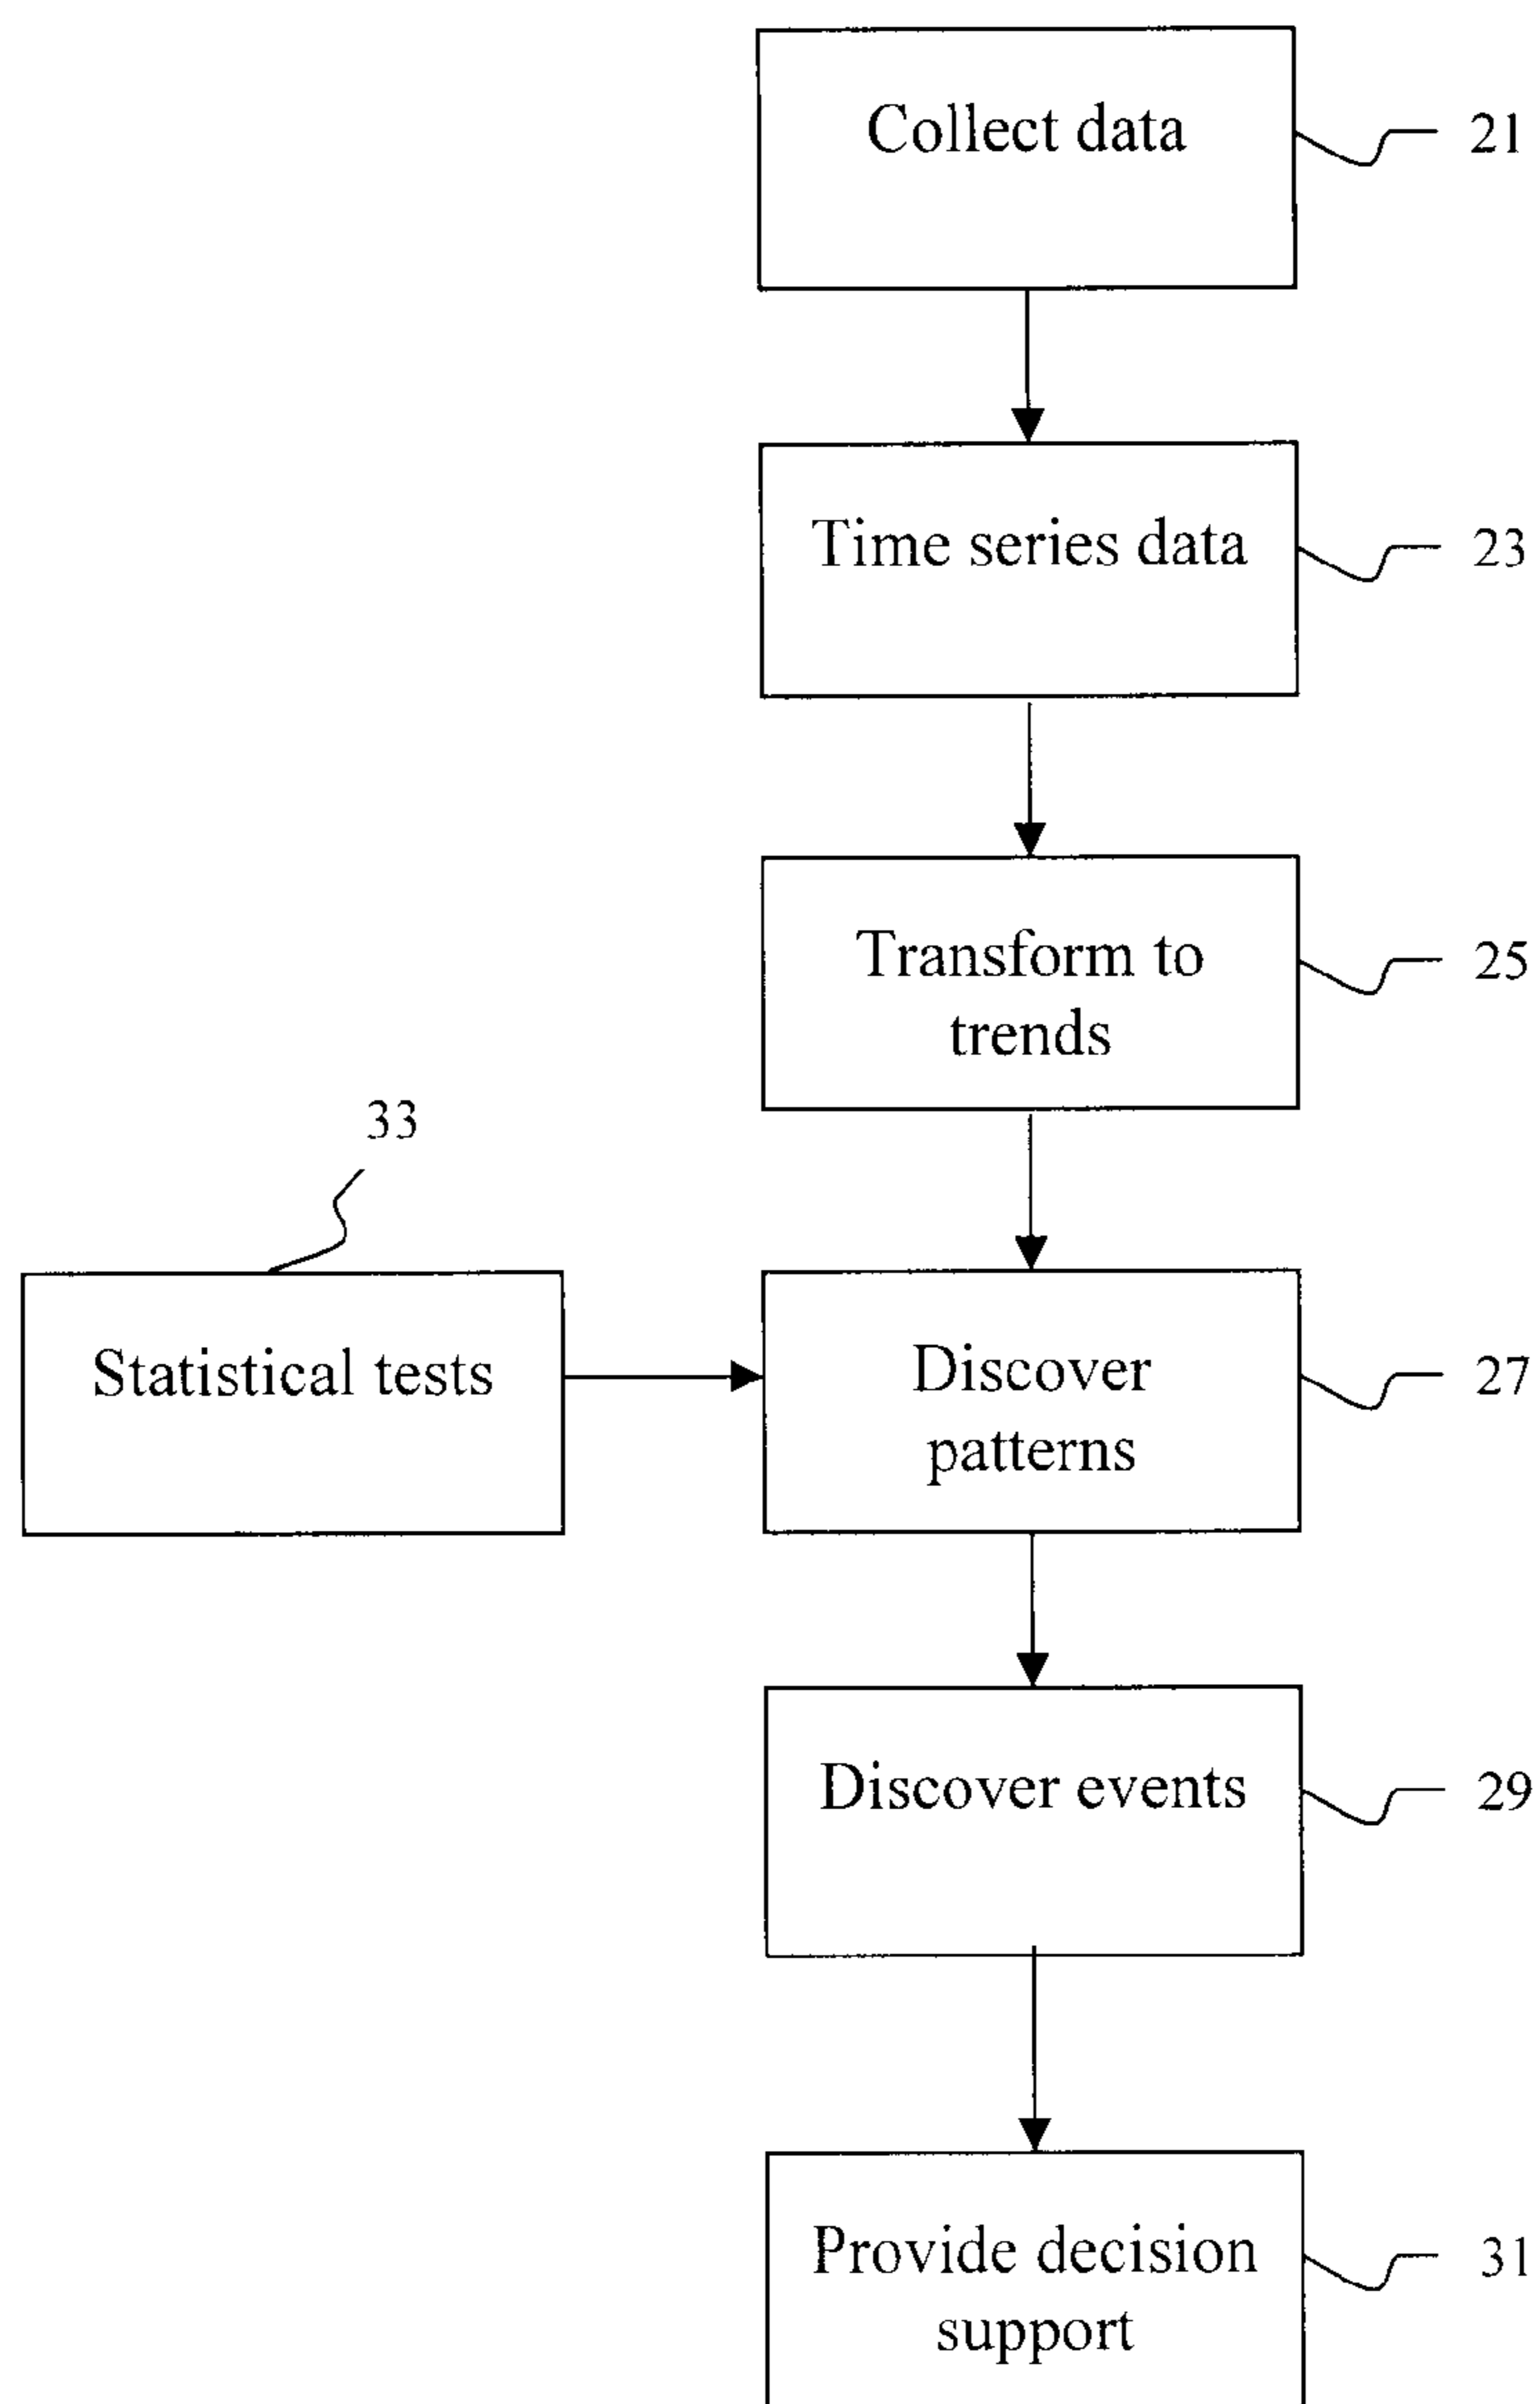 Collect data
21
Time series data
23
Transform to
trends
25
33
Statistical tests
Discover
patterns
27
Discover events
29
Provide decision
support
31